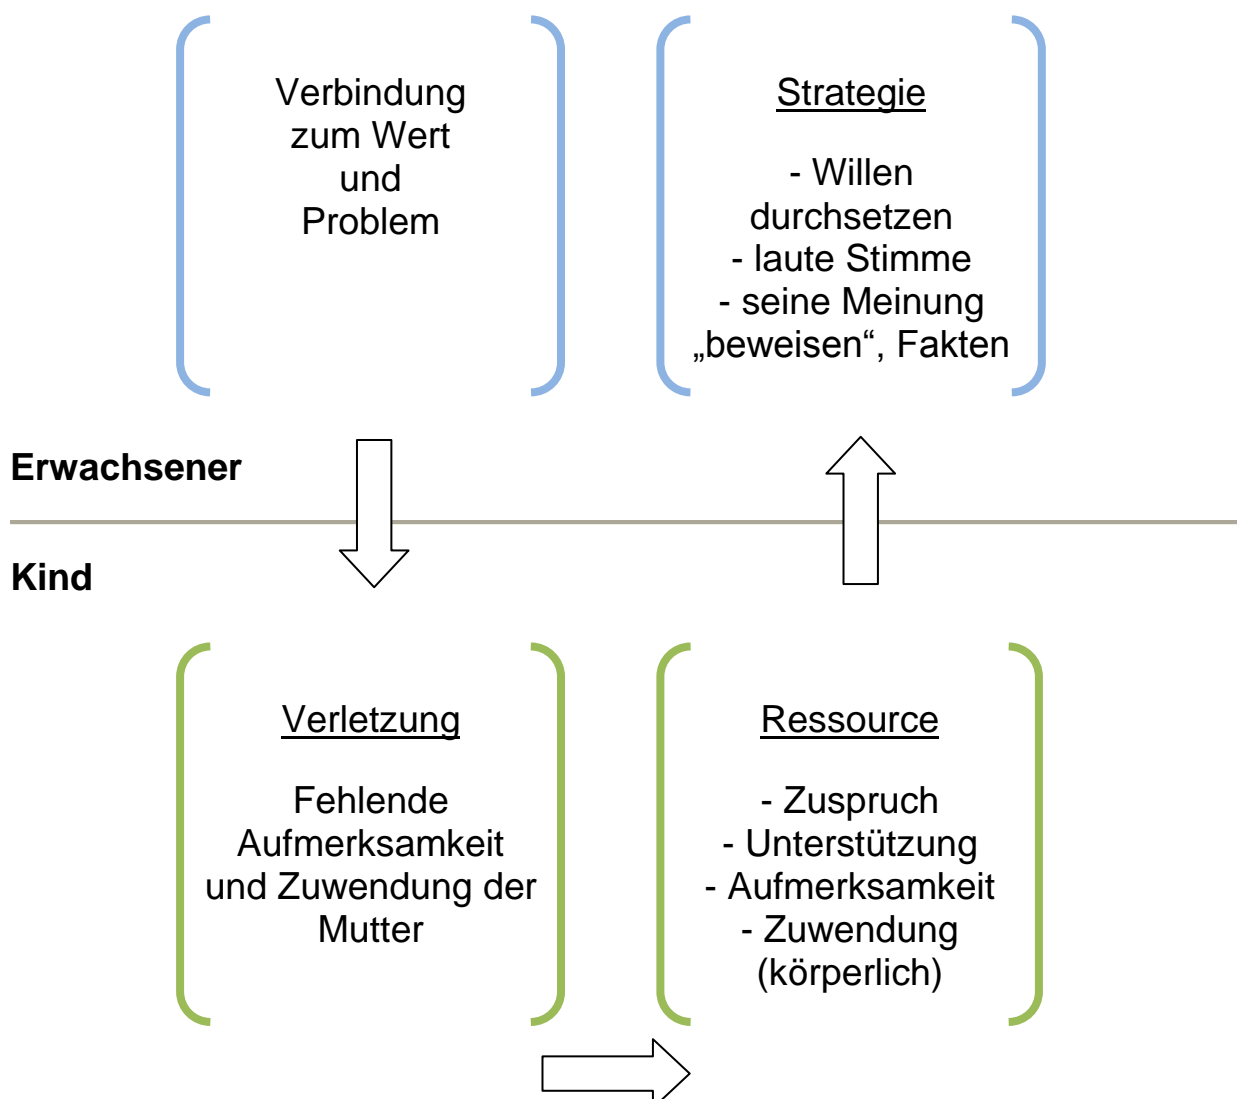 Verbindung
zum Wert
und
Problem
Strategie
- Willen
durchsetzen
- laute Stimme
- seine Meinung
„beweisen“, Fakten
Erwachsener
Kind
Verletzung
Fehlende
Aufmerksamkeit
und Zuwendung der
Mutter
Ressource
- Zuspruch
- Unterstützung
- Aufmerksamkeit
- Zuwendung
(körperlich)